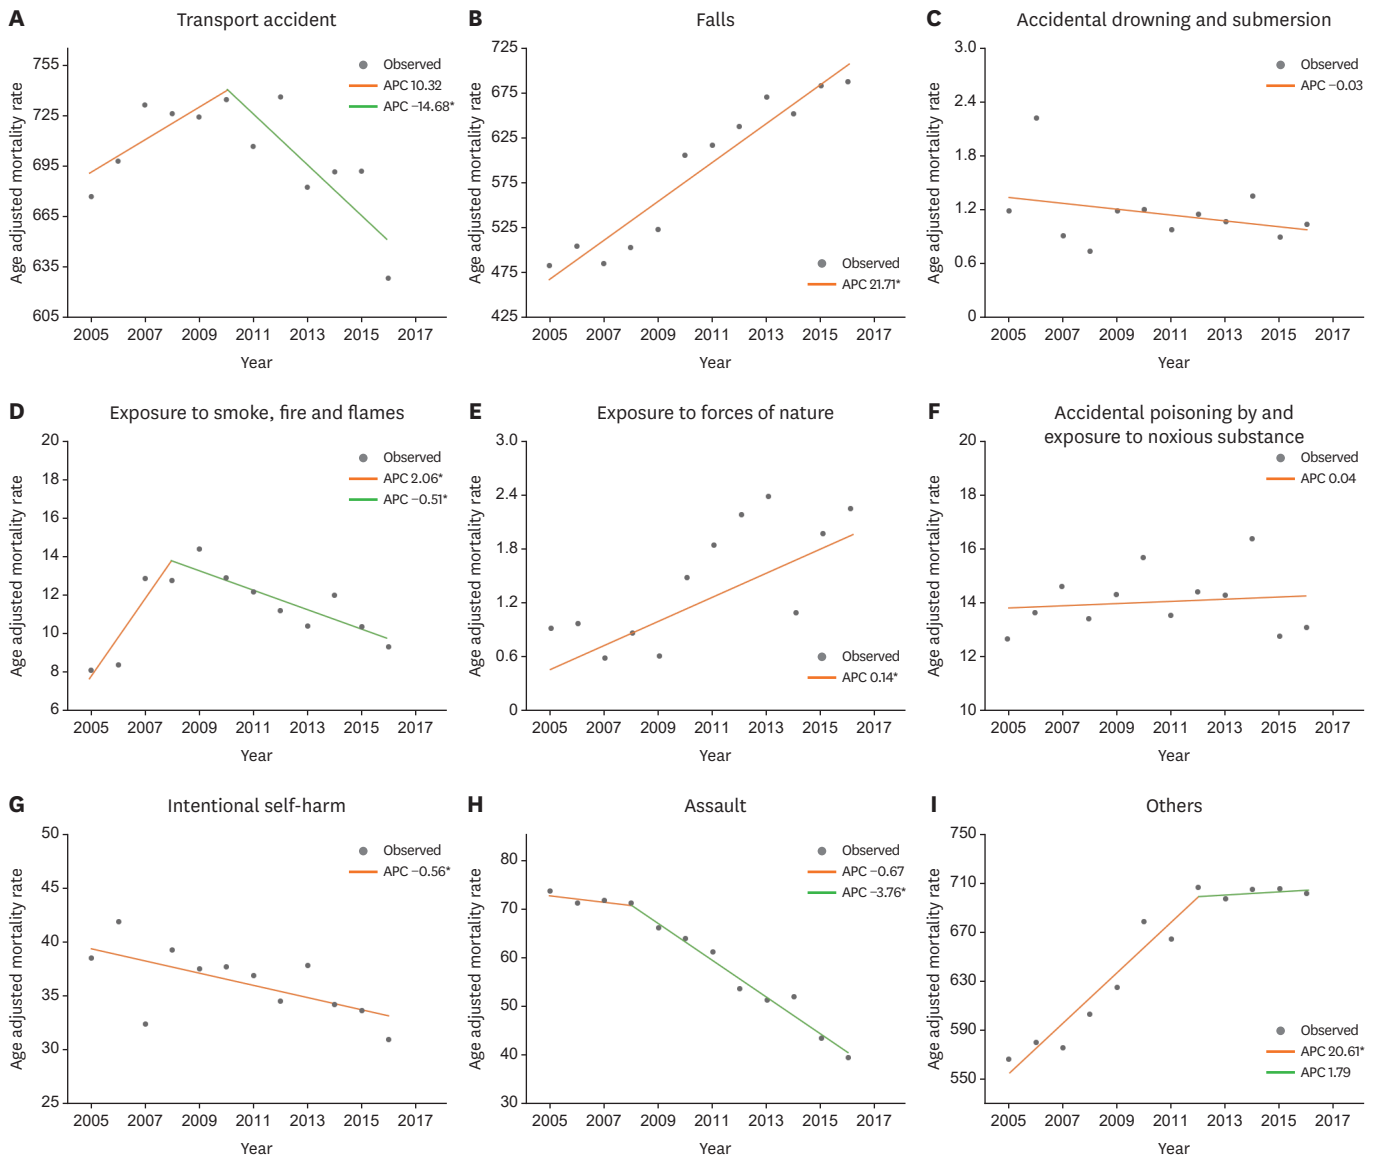 A Transport accident
755
725
695
665
635
605
Age adjusted mortality rate
Observed
APC 10.32
APC −14.68*
2005 2007 2009 2011 2013 2015 2017
Year
B Falls
725
675
625
575
525
475
425
Age adjusted mortality rate
Observed
APC 21.71*
2005 2007 2009 2011 2013 2015 2017
Year
C Accidental drowning and submersion
3.0
2.4
1.8
1.2
0.6
0
Age adjusted mortality rate
Observed
APC −0.03
2005 2007 2009 2011 2013 2015 2017
Year
D Exposure to smoke, fire and flames
20
18
16
14
12
10
8
6
Age adjusted mortality rate
Observed
APC 2.06*
APC −0.51*
2005 2007 2009 2011 2013 2015 2017
Year
E Exposure to forces of nature
3.0
2.4
1.8
1.2
0.6
0
Age adjusted mortality rate
Observed
APC 0.14*
2005 2007 2009 2011 2013 2015 2017
Year
F Accidental poisoning by and
exposure to noxious substance
20
18
16
14
12
10
Age adjusted mortality rate
Observed
APC 0.04
2005 2007 2009 2011 2013 2015 2017
Year
G Intentional self-harm
50
45
40
35
30
25
Age adjusted mortality rate
Observed
APC −0.56*
2005 2007 2009 2011 2013 2015 2017
Year
H Assault
80
70
60
50
40
30
Age adjusted mortality rate
Observed
APC −0.67
APC −3.76*
2005 2007 2009 2011 2013 2015 2017
Year
I Others
750
710
670
630
590
550
Age adjusted mortality rate
Observed
APC 20.61*
APC 1.79
2005 2007 2009 2011 2013 2015 2017
Year